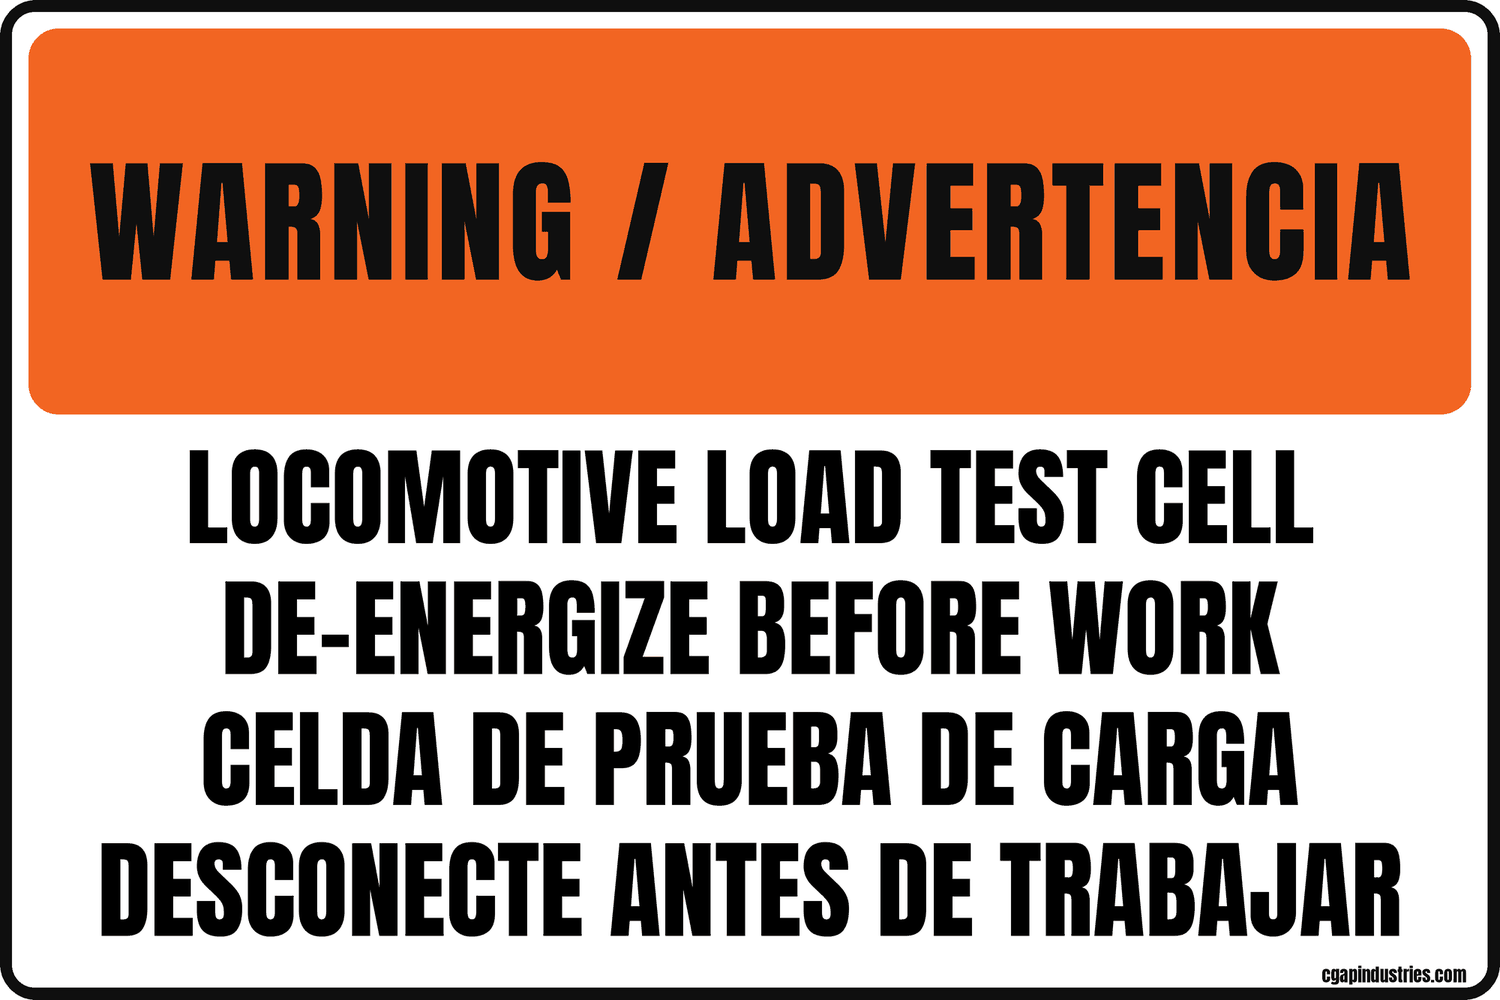 WARNING / ADVERTENCIA
LOCOMOTIVE LOAD TEST CELL
DE-ENERGIZE BEFORE WORK
CELDA DE PRUEBA DE CARGA
DESCONECTE ANTES DE TRABAJAR
cgapindustries.com